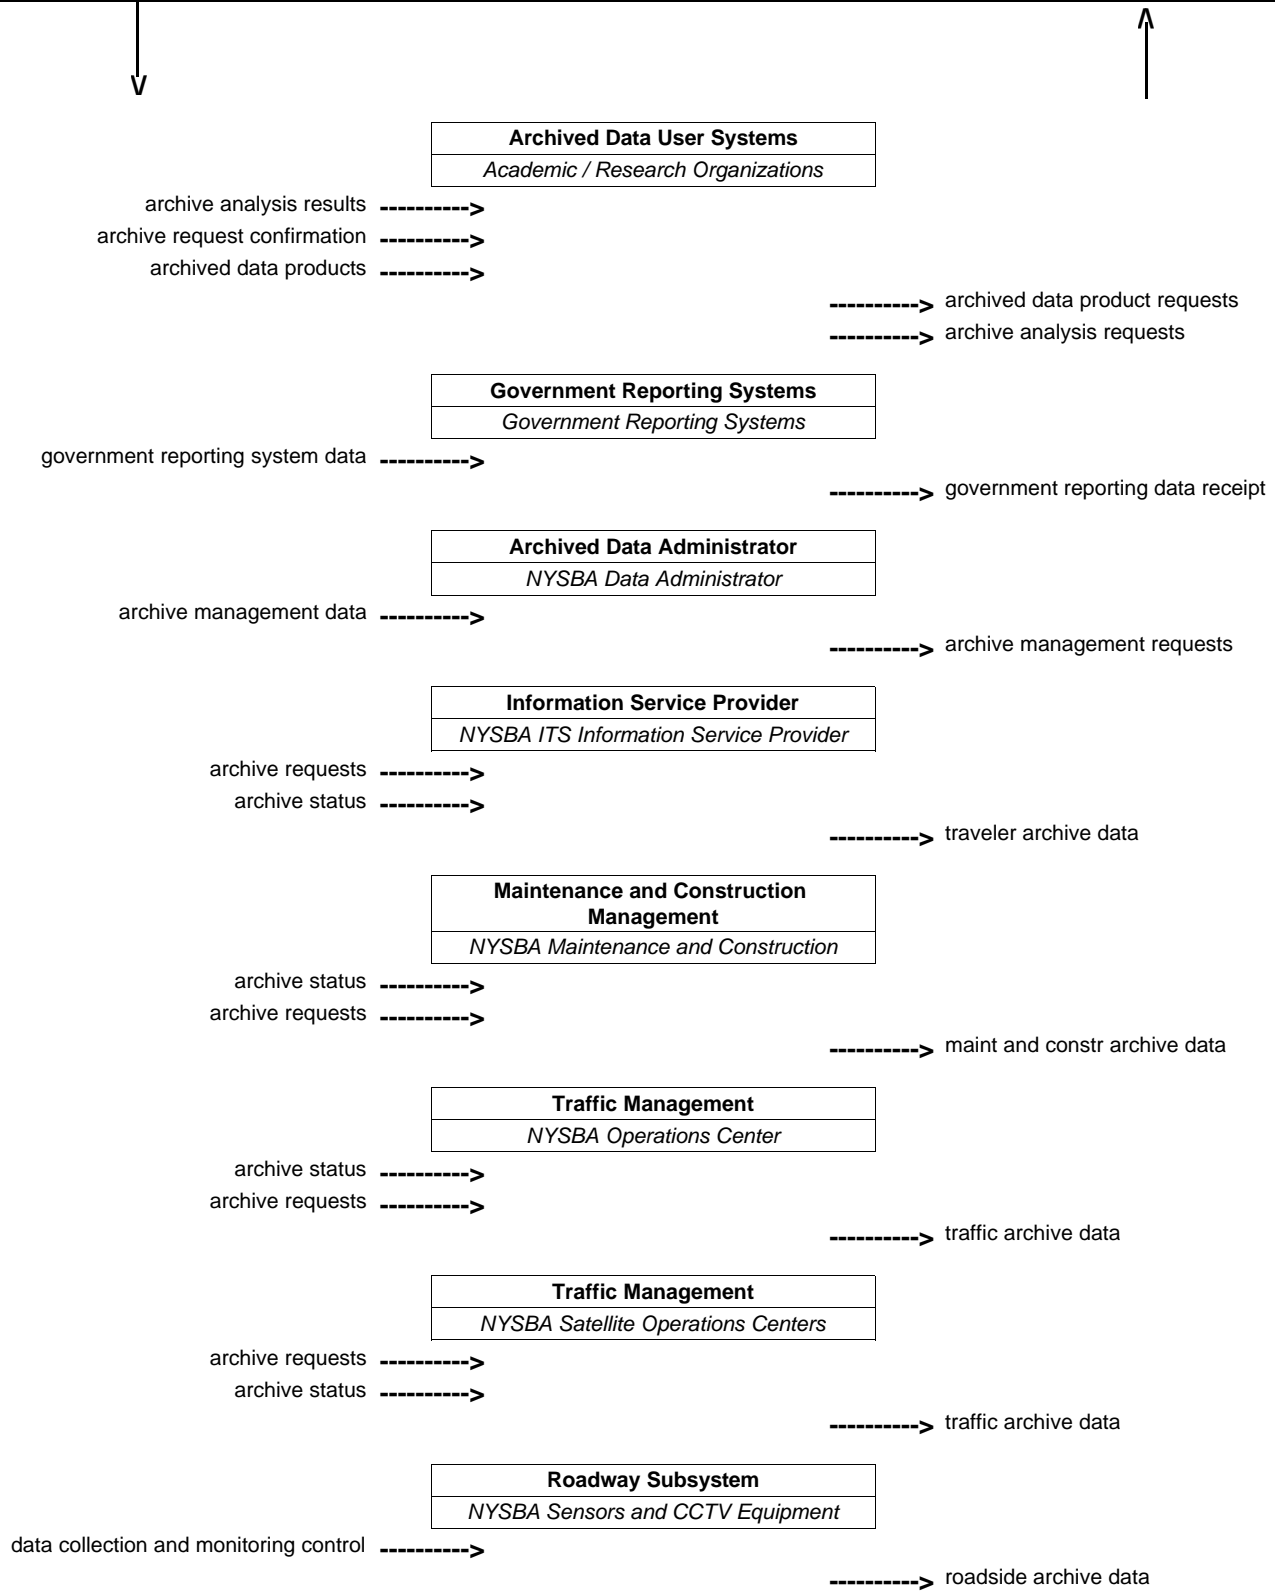 Archived Data User Systems
Academic / Research Organizations
archive analysis results ---------->
archive request confirmation ---------->
archived data products ---------->
----------> archived data product requests
----------> archive analysis requests
Government Reporting Systems
Government Reporting Systems
government reporting system data ---------->
----------> government reporting data receipt
Archived Data Administrator
NYSBA Data Administrator
archive management data ---------->
----------> archive management requests
Information Service Provider
NYSBA ITS Information Service Provider
archive requests ---------->
archive status ---------->
----------> traveler archive data
Maintenance and Construction
Management
NYSBA Maintenance and Construction
archive status ---------->
archive requests ---------->
----------> maint and constr archive data
Traffic Management
NYSBA Operations Center
archive status ---------->
archive requests ---------->
----------> traffic archive data
Traffic Management
NYSBA Satellite Operations Centers
archive requests ---------->
archive status ---------->
----------> traffic archive data
Roadway Subsystem
NYSBA Sensors and CCTV Equipment
data collection and monitoring control ---------->
----------> roadside archive data